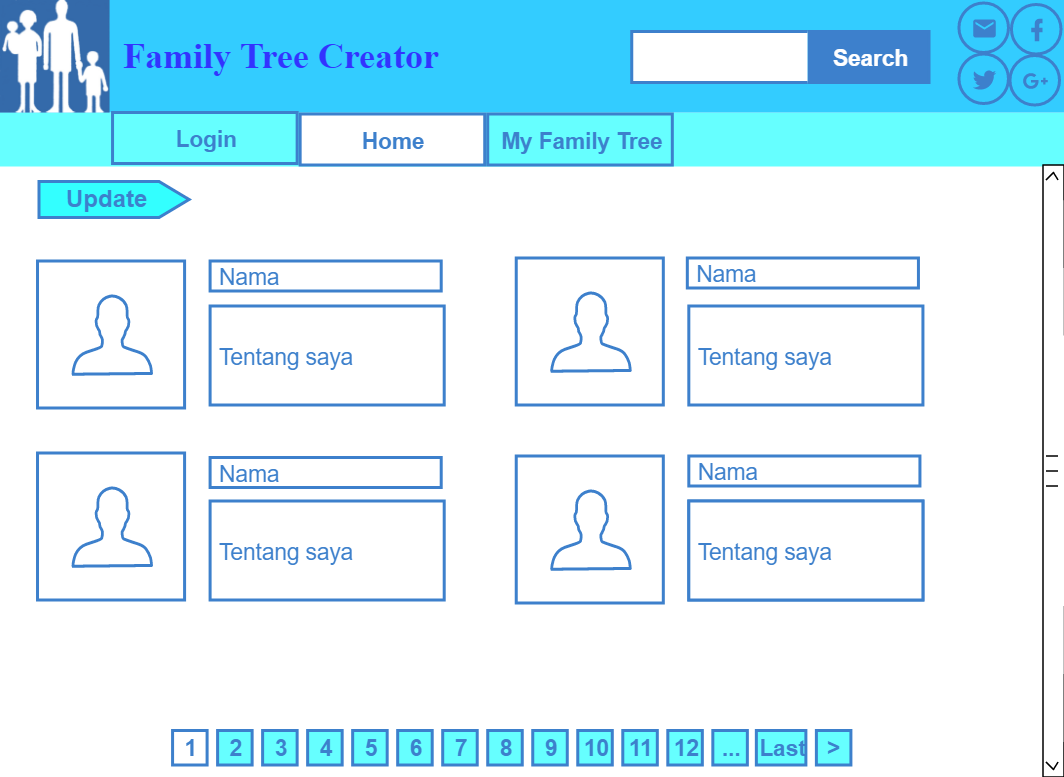 Family Tree Creator
Search
G+
Login Home My Family Tree
Update
Nama Nama
Tentang saya Tentang saya
Nama Nama
Tentang saya Tentang saya
1 2 3 4 5 6 7 8 9 10 11 12 ... Last >